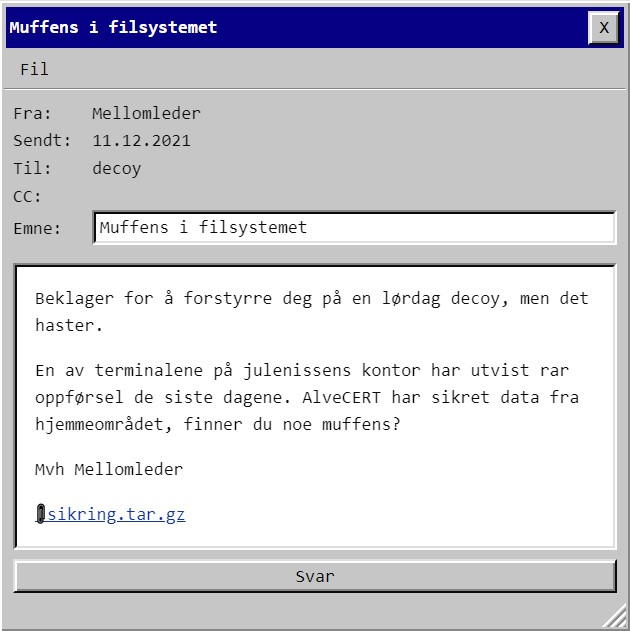 Muffens i filsystemet X
Fil
Fra: Mellomleder
Sendt: 11.12.2021
Til: decoy
CC:
Emne: Muffens i filsystemet
Beklager for å forstyrre deg på en lørdag decoy, men det
haster.
En av terminalene på julenissens kontor har utvist rar
oppførsel de siste dagene. AlveCERT har sikret data fra
hjemmeområdet, finner du noe muffens?
Mvh Mellomleder
sikring.tar.gz
Svar